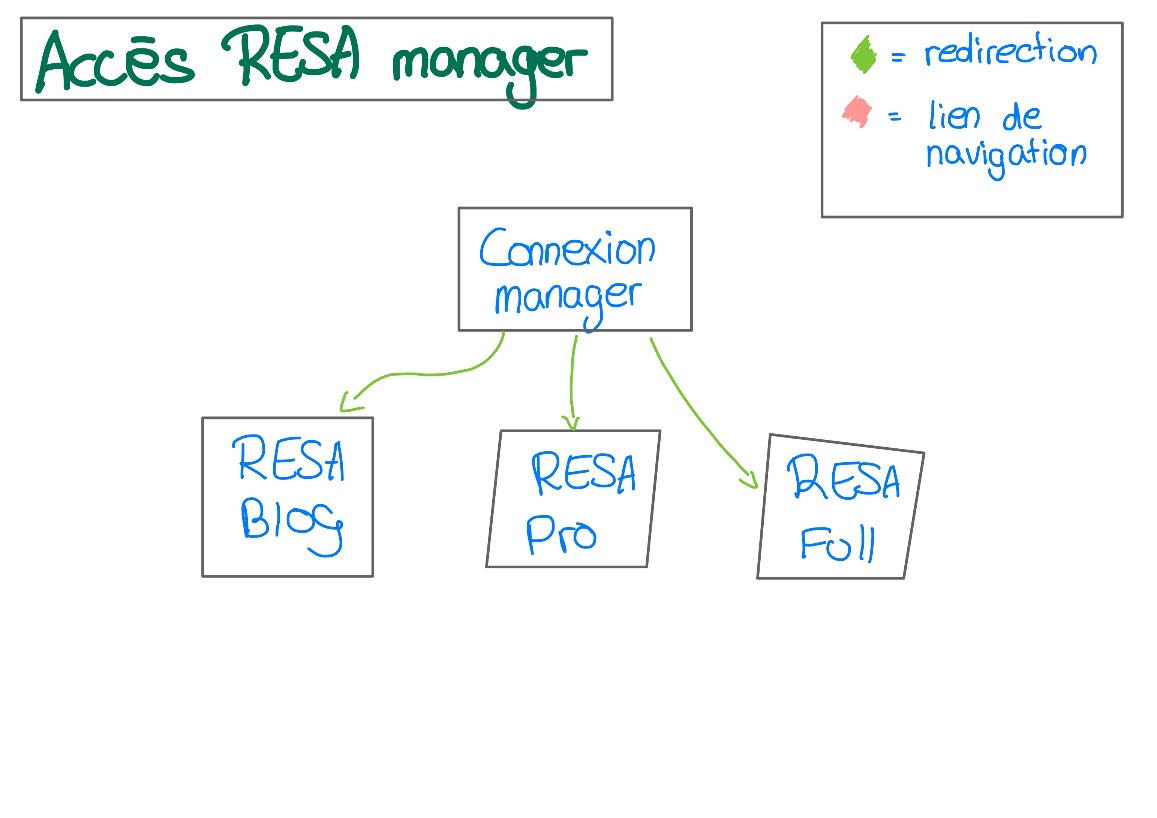 Accès RESA manager
= redirection
= lien de
navigation
Connexion
manager
RESA
Blog
RESA
Pro
RESA
Full